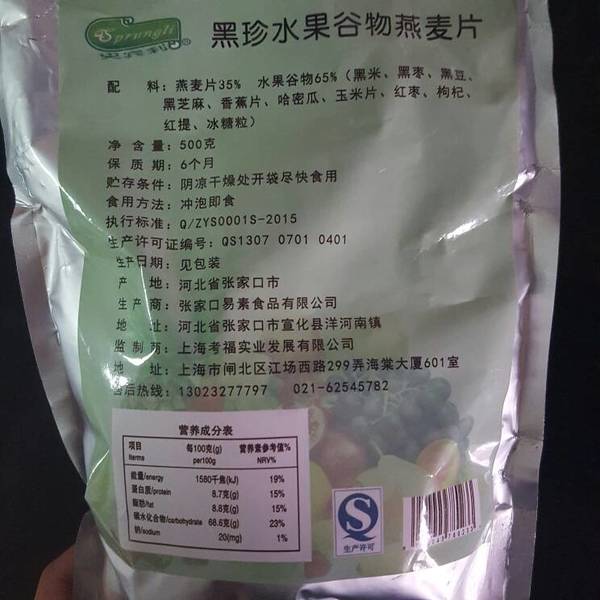 Sprungli
史宾利
黑珍水果谷物燕麦片
配 料：燕麦片35% 水果谷物65%（黑米、黑枣、黑豆、
黑芝麻、香蕉片、哈密瓜、玉米片、红枣、枸杞、
红提、冰糖粒）
净 含 量：500克
保 质 期：6个月
贮存条件：阴凉干燥处开袋尽快食用
食用方法：冲泡即食
执行标准：Q/ZYS0001S-2015
生产许可证编号：QS1307 0701 0401
生产日期：见包装
产 地：河北省张家口市
生 产 商：张家口易素食品有限公司
地 址：河北省张家口市宣化县洋河南镇
监 制 商：上海考福实业发展有限公司
地 址：上海市闸北区江场西路299弄海棠大厦601室
售后热线：13023277797 021-62545782
营养成分表
项目 每100克(g) 营养素参考值%
Items per100g NRV%
能量/energy 1580千焦(kJ) 19%
蛋白质/protein 8.7克(g) 15%
脂肪/fat 8.8克(g) 15%
碳水化合物/carbohydrate 68.6克(g) 23%
钠/sodium 20(mg) 1%
生产许可